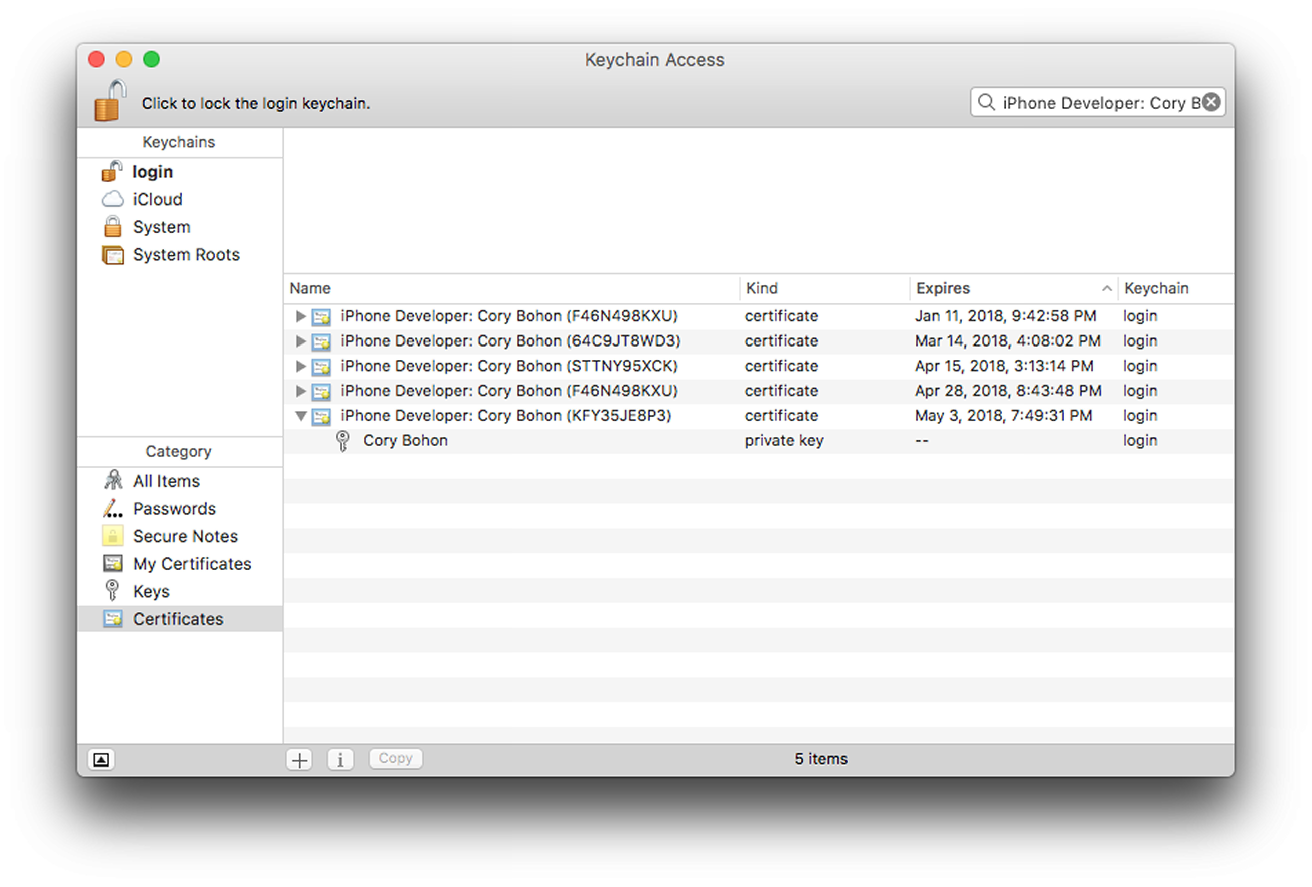 Keychain Access
Click to lock the login keychain.
iPhone Developer: Cory B
Keychains
login
iCloud
System
System Roots
Category
All Items
Passwords
Secure Notes
My Certificates
Keys
Certificates
Name Kind Expires Keychain
iPhone Developer: Cory Bohon (F46N498KXU) certificate Jan 11, 2018, 9:42:58 PM login
iPhone Developer: Cory Bohon (64C9JT8WD3) certificate Mar 14, 2018, 4:08:02 PM login
iPhone Developer: Cory Bohon (STTNY95XCK) certificate Apr 15, 2018, 3:13:14 PM login
iPhone Developer: Cory Bohon (F46N498KXU) certificate Apr 28, 2018, 8:43:48 PM login
iPhone Developer: Cory Bohon (KFY35JE8P3) certificate May 3, 2018, 7:49:31 PM login
Cory Bohon private key -- login
Copy
5 items